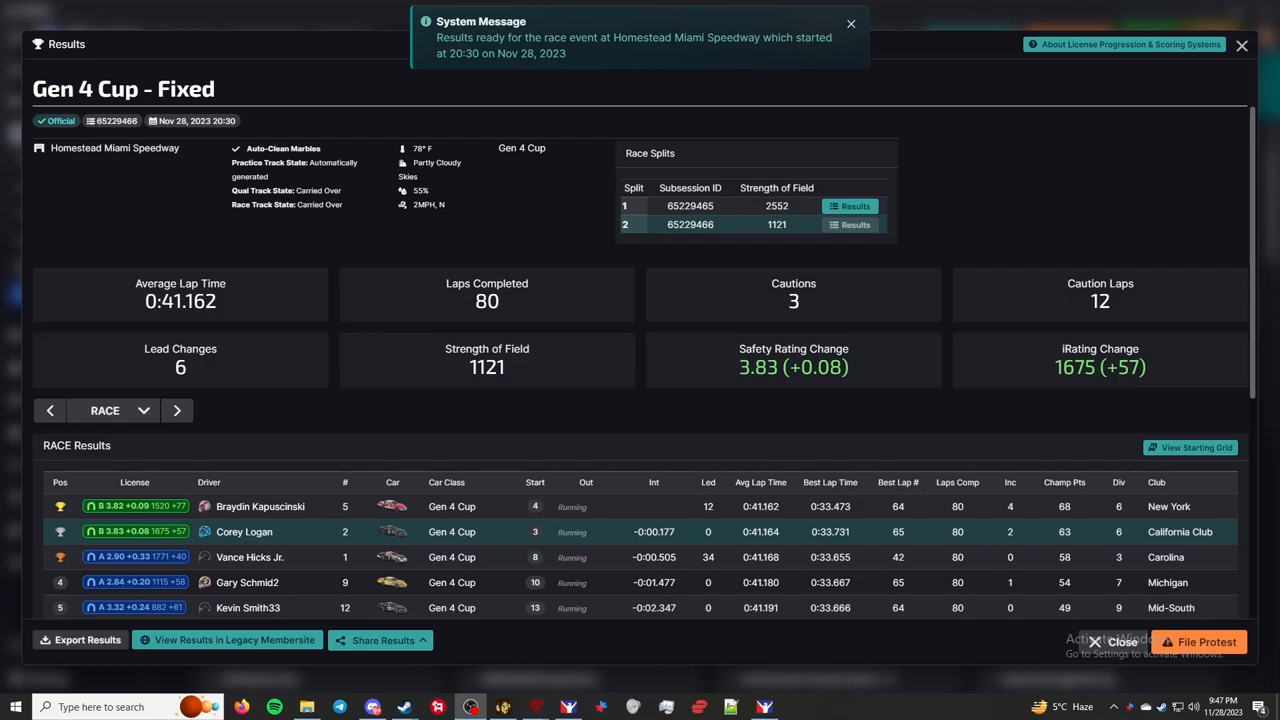 System Message
Results ready for the race event at Homestead Miami Speedway which started
at 20:30 on Nov 28, 2023
Results
About License Progression & Scoring Systems
Gen 4 Cup - Fixed
Official 65229466 Nov 28, 2023 20:30
Homestead Miami Speedway
Auto-Clean Marbles
Practice Track State: Automatically
generated
Qual Track State: Carried Over
Race Track State: Carried Over
78° F
Partly Cloudy
Skies
55%
2MPH, N
Gen 4 Cup
Race Splits
Split Subsession ID Strength of Field
1 65229465 2552 Results
2 65229466 1121 Results
Average Lap Time
0:41.162
Laps Completed
80
Cautions
3
Caution Laps
12
Lead Changes
6
Strength of Field
1121
Safety Rating Change
3.83 (+0.08)
iRating Change
1675 (+57)
RACE
RACE Results
View Starting Grid
Pos License Driver # Car Car Class Start Out Int Led Avg Lap Time Best Lap Time Best Lap # Laps Comp Inc Champ Pts Div Club
B 3.82 +0.09 1520 +77 Braydin Kapuscinski 5 Gen 4 Cup 4 Running 12 0:41.162 0:33.473 64 80 4 68 6 New York
B 3.83 +0.08 1675 +57 Corey Logan 2 Gen 4 Cup 3 Running -0:00.177 0 0:41.164 0:33.731 65 80 2 63 6 California Club
A 2.90 +0.33 1771 +40 Vance Hicks Jr. 1 Gen 4 Cup 8 Running -0:00.505 34 0:41.168 0:33.655 42 80 0 58 3 Carolina
4 A 2.84 +0.20 1115 +58 Gary Schmid2 9 Gen 4 Cup 10 Running -0:01.477 0 0:41.180 0:33.667 65 80 1 54 7 Michigan
5 A 3.32 +0.24 882 +61 Kevin Smith33 12 Gen 4 Cup 13 Running -0:02.347 0 0:41.191 0:33.666 64 80 0 49 9 Mid-South
Export Results View Results in Legacy Membersite Share Results Close File Protest
Activate Windows
Go to Settings to activate Windows.
Type here to search
5°C Haze
9:47 PM
11/28/2023
4